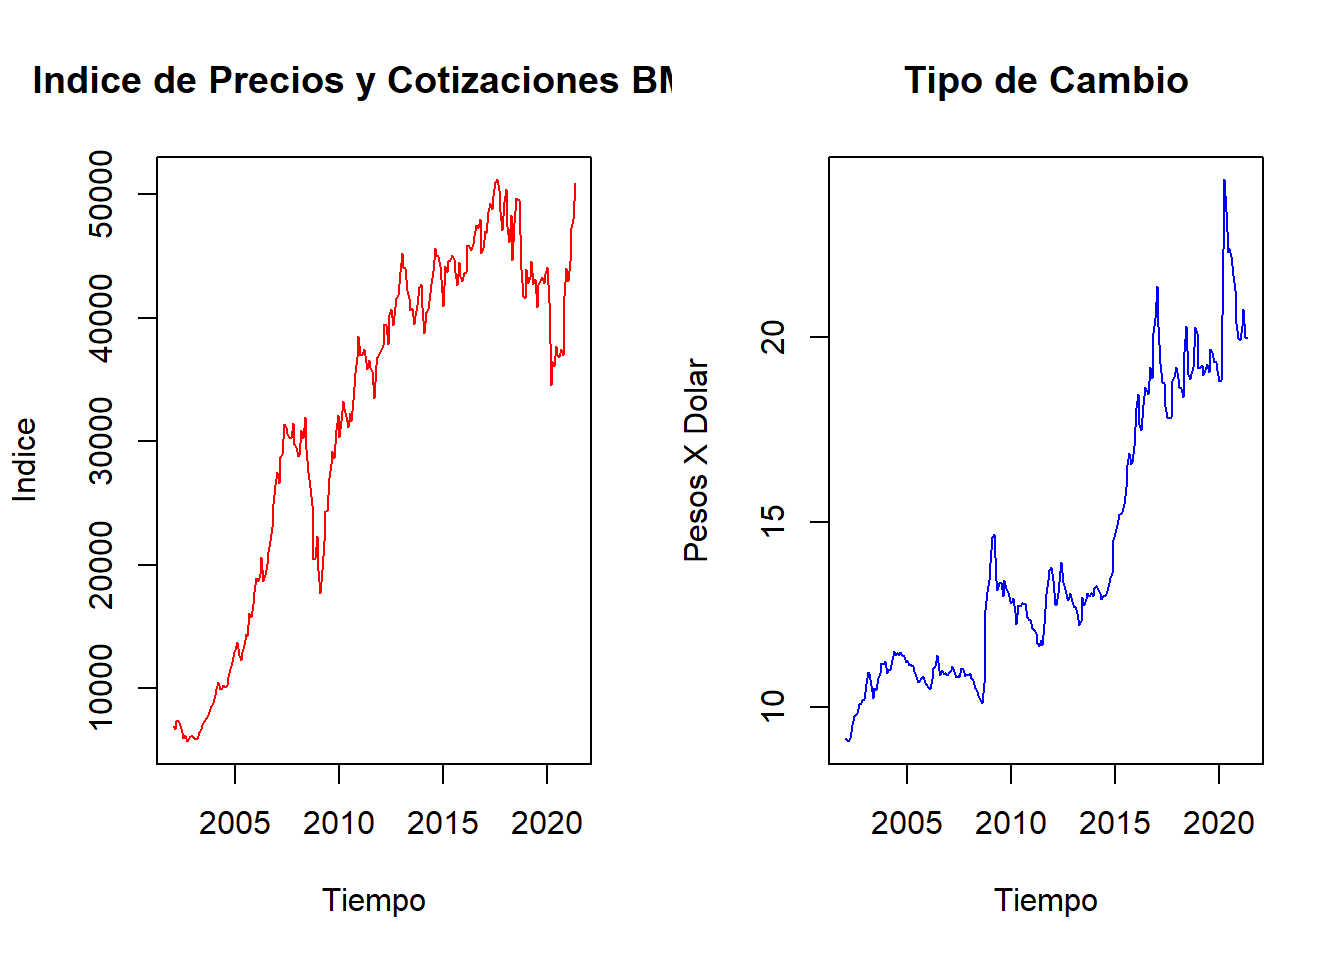 Indice de Precios y Cotizaciones BM
Indice
50000
40000
30000
20000
10000
2005 2010 2015 2020
Tiempo
Tipo de Cambio
Pesos X Dolar
20
15
10
2005 2010 2015 2020
Tiempo